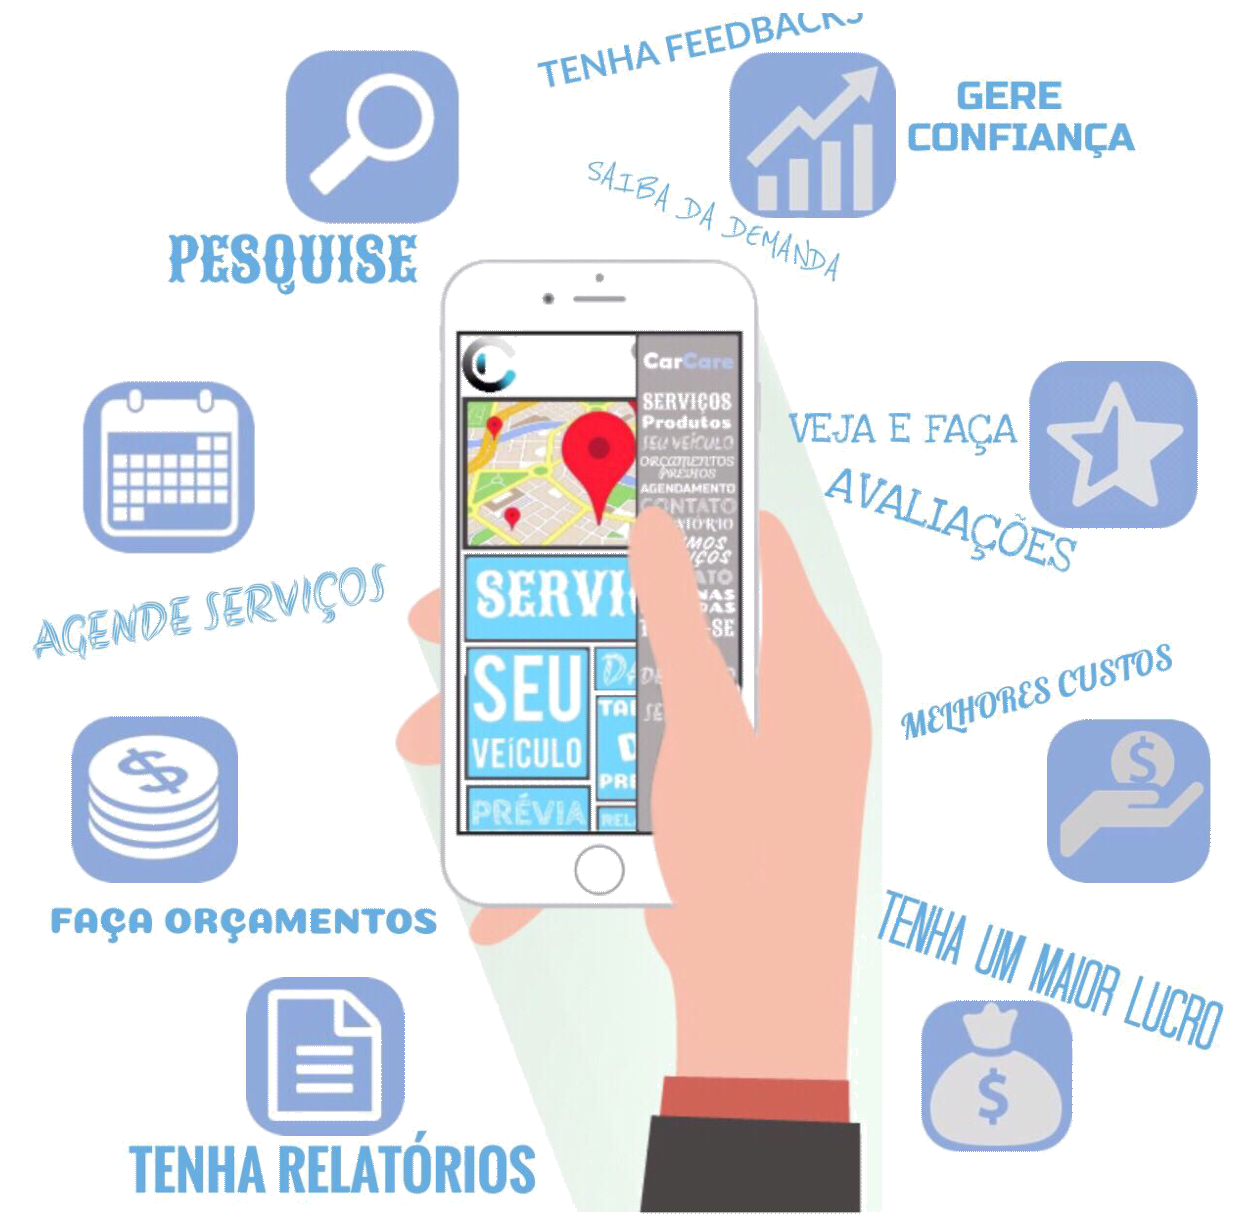 TENHA FEEDBACKS
GERE
CONFIANÇA
SAIBA DA DEMANDA
PESQUISE
CarCare
SERVIÇOS
Produtos
SEU VEÍCULO
ORÇAMENTOS
PRÉVIOS
AGENDAMENTO
CONTATO
SERVI
SEU
VEÍCULO
PRÉVIA
VEJA E FAÇA
AVALIAÇÕES
AGENDE SERVIÇOS
MELHORES CUSTOS
$
$
FAÇA ORÇAMENTOS
TENHA UM MAIOR LUCRO
$
TENHA RELATÓRIOS